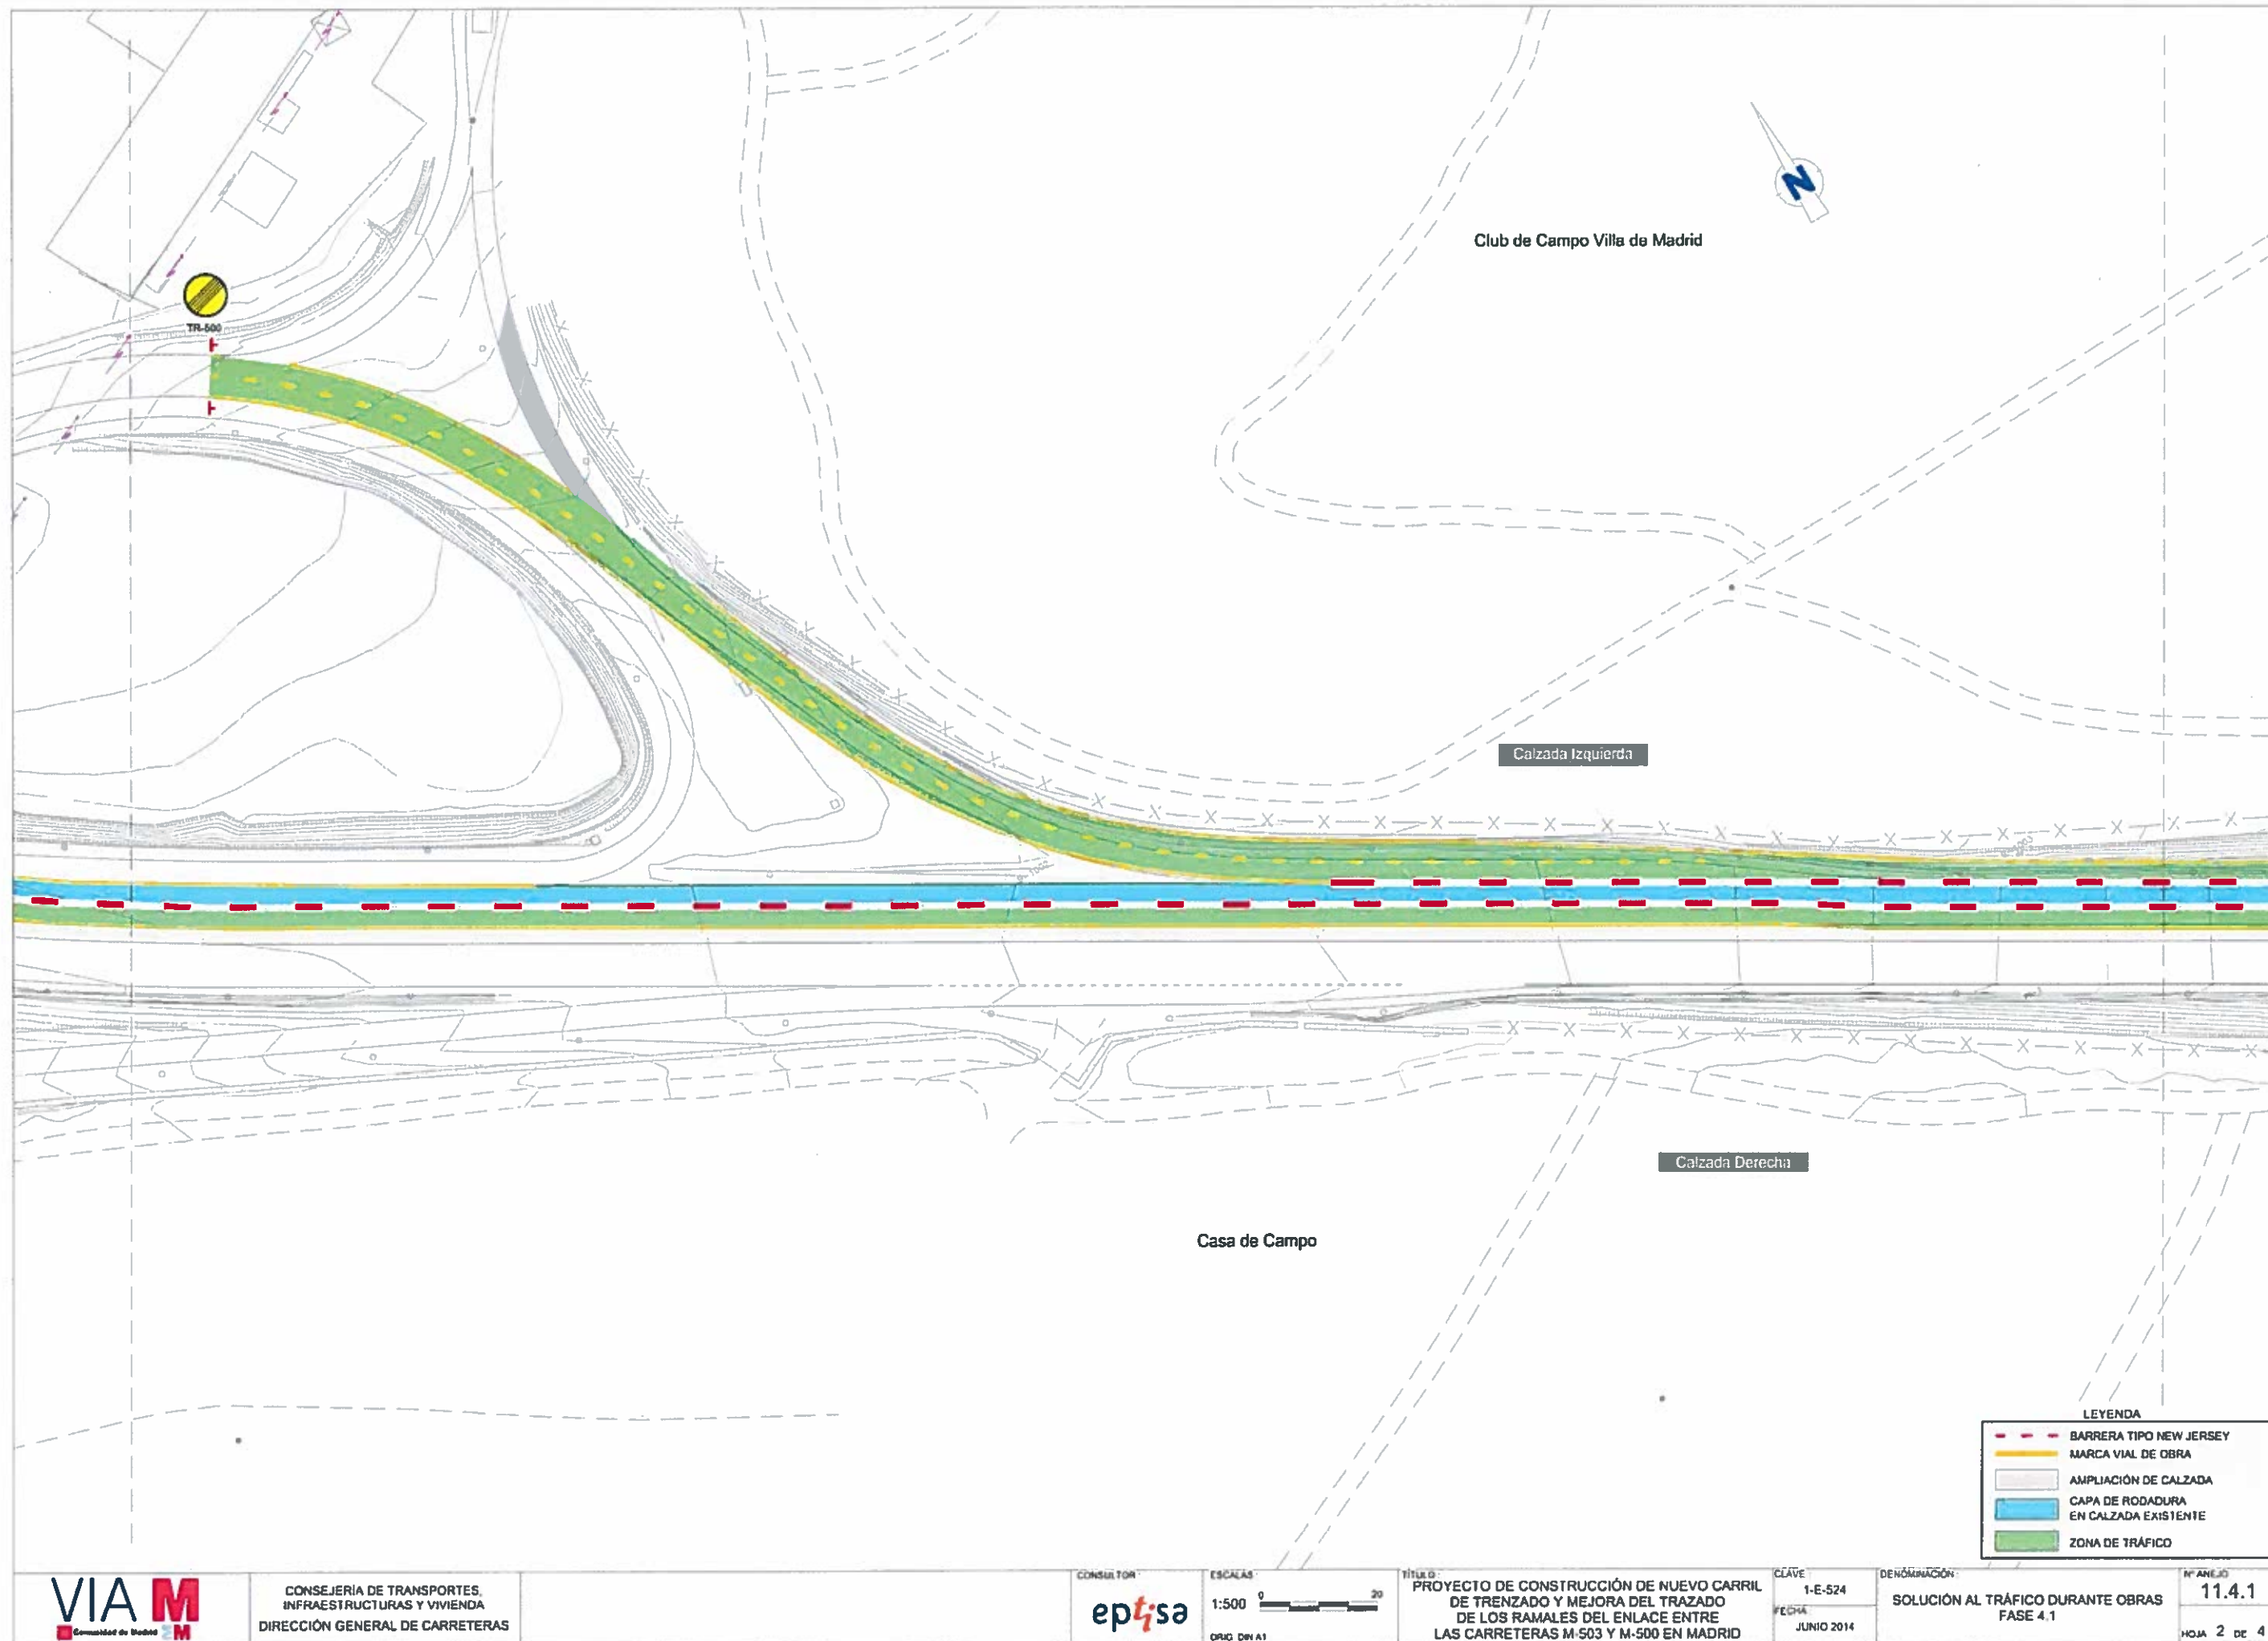 Club de Campo Villa de Madrid
N
TR-500
Calzada Izquierda
Calzada Derecha
Casa de Campo
LEYENDA
BARRERA TIPO NEW JERSEY
MARCA VIAL DE OBRA
AMPLIACIÓN DE CALZADA
CAPA DE RODADURA
EN CALZADA EXISTENTE
ZONA DE TRÁFICO
VIA M
Comunidad de Madrid
CONSEJERÍA DE TRANSPORTES,
INFRAESTRUCTURAS Y VIVIENDA
DIRECCIÓN GENERAL DE CARRETERAS
CONSULTOR:
eptisa
ESCALAS:
1:500
0 20
ORIG. DIN A1
TÍTULO:
PROYECTO DE CONSTRUCCIÓN DE NUEVO CARRIL
DE TRENZADO Y MEJORA DEL TRAZADO
DE LOS RAMALES DEL ENLACE ENTRE
LAS CARRETERAS M-503 Y M-500 EN MADRID
CLAVE
1-E-524
FECHA
JUNIO 2014
DENOMINACIÓN:
SOLUCIÓN AL TRÁFICO DURANTE OBRAS
FASE 4.1
Nº ANEJO
11.4.1
HOJA 2 DE 4